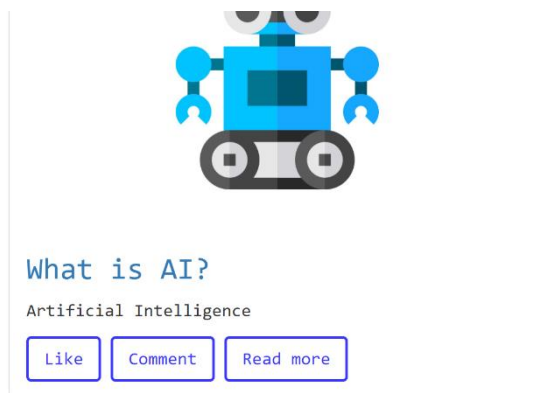 What is AI?
Artificial Intelligence
Like Comment Read more